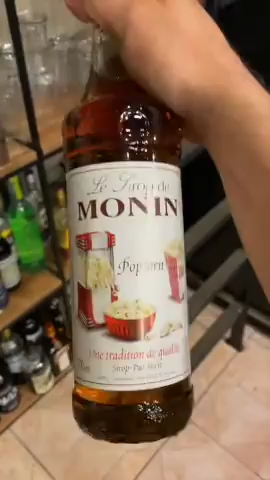 Le Sirop de
MONIN
Popcorn
Une tradition de qualité
Sirop-Pur Sucre